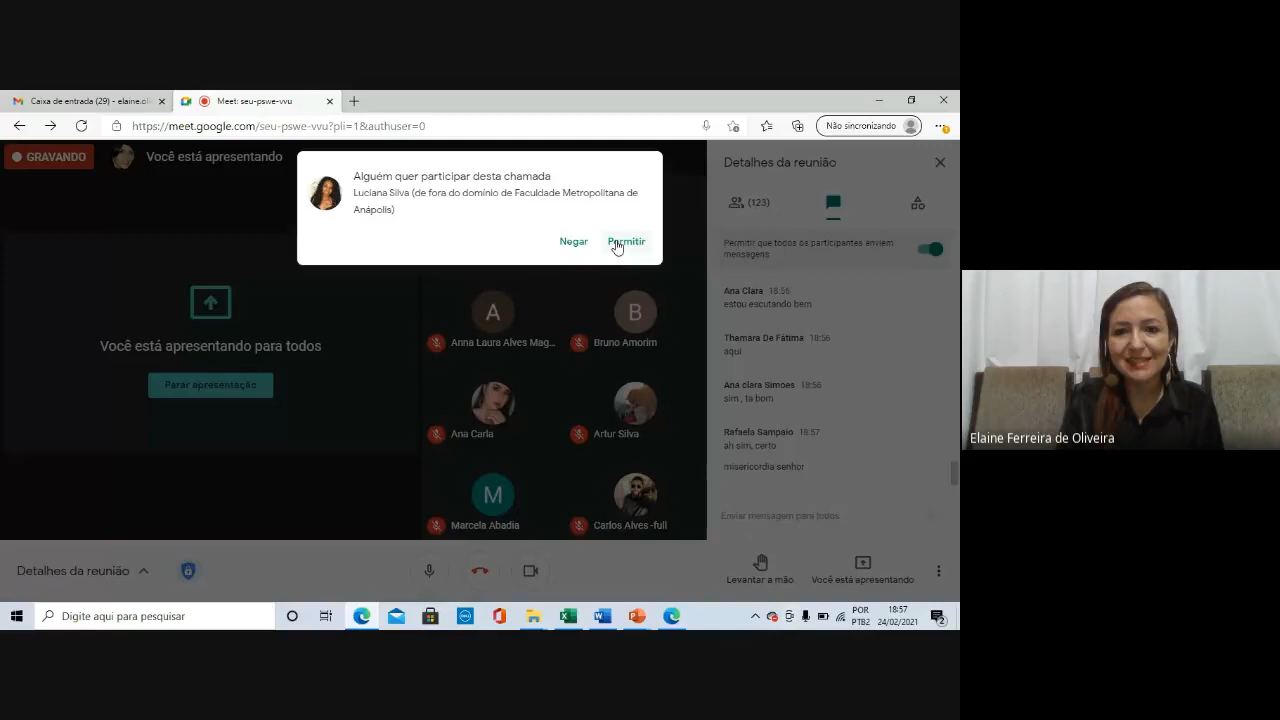 Caixa de entrada (29) - elaine.oli
Meet: seu-pswe-vvu
https://meet.google.com/seu-pswe-vvu?pli=1&authuser=0
Não sincronizando
GRAVANDO
Você está apresentando
Alguém quer participar desta chamada
Luciana Silva (de fora do domínio de Faculdade Metropolitana de
Anápolis)
Negar
Permitir
Você está apresentando para todos
Parar apresentação
A
Anna Laura Alves Mag...
B
Bruno Amorim
Ana Carla
Artur Silva
M
Marcela Abadia
Carlos Alves -full
Detalhes da reunião
(123)
Permitir que todos os participantes enviem
mensagens
Ana Clara 18:56
estou escutando bem
Thamara De Fátima 18:56
aqui
Ana clara Simoes 18:56
sim , ta bom
Rafaela Sampaio 18:57
ah sim, certo
misericordia senhor
Enviar mensagem para todos
Detalhes da reunião
Levantar a mão
Você está apresentando
Digite aqui para pesquisar
POR
PTB2
18:57
24/02/2021
2
Elaine Ferreira de Oliveira